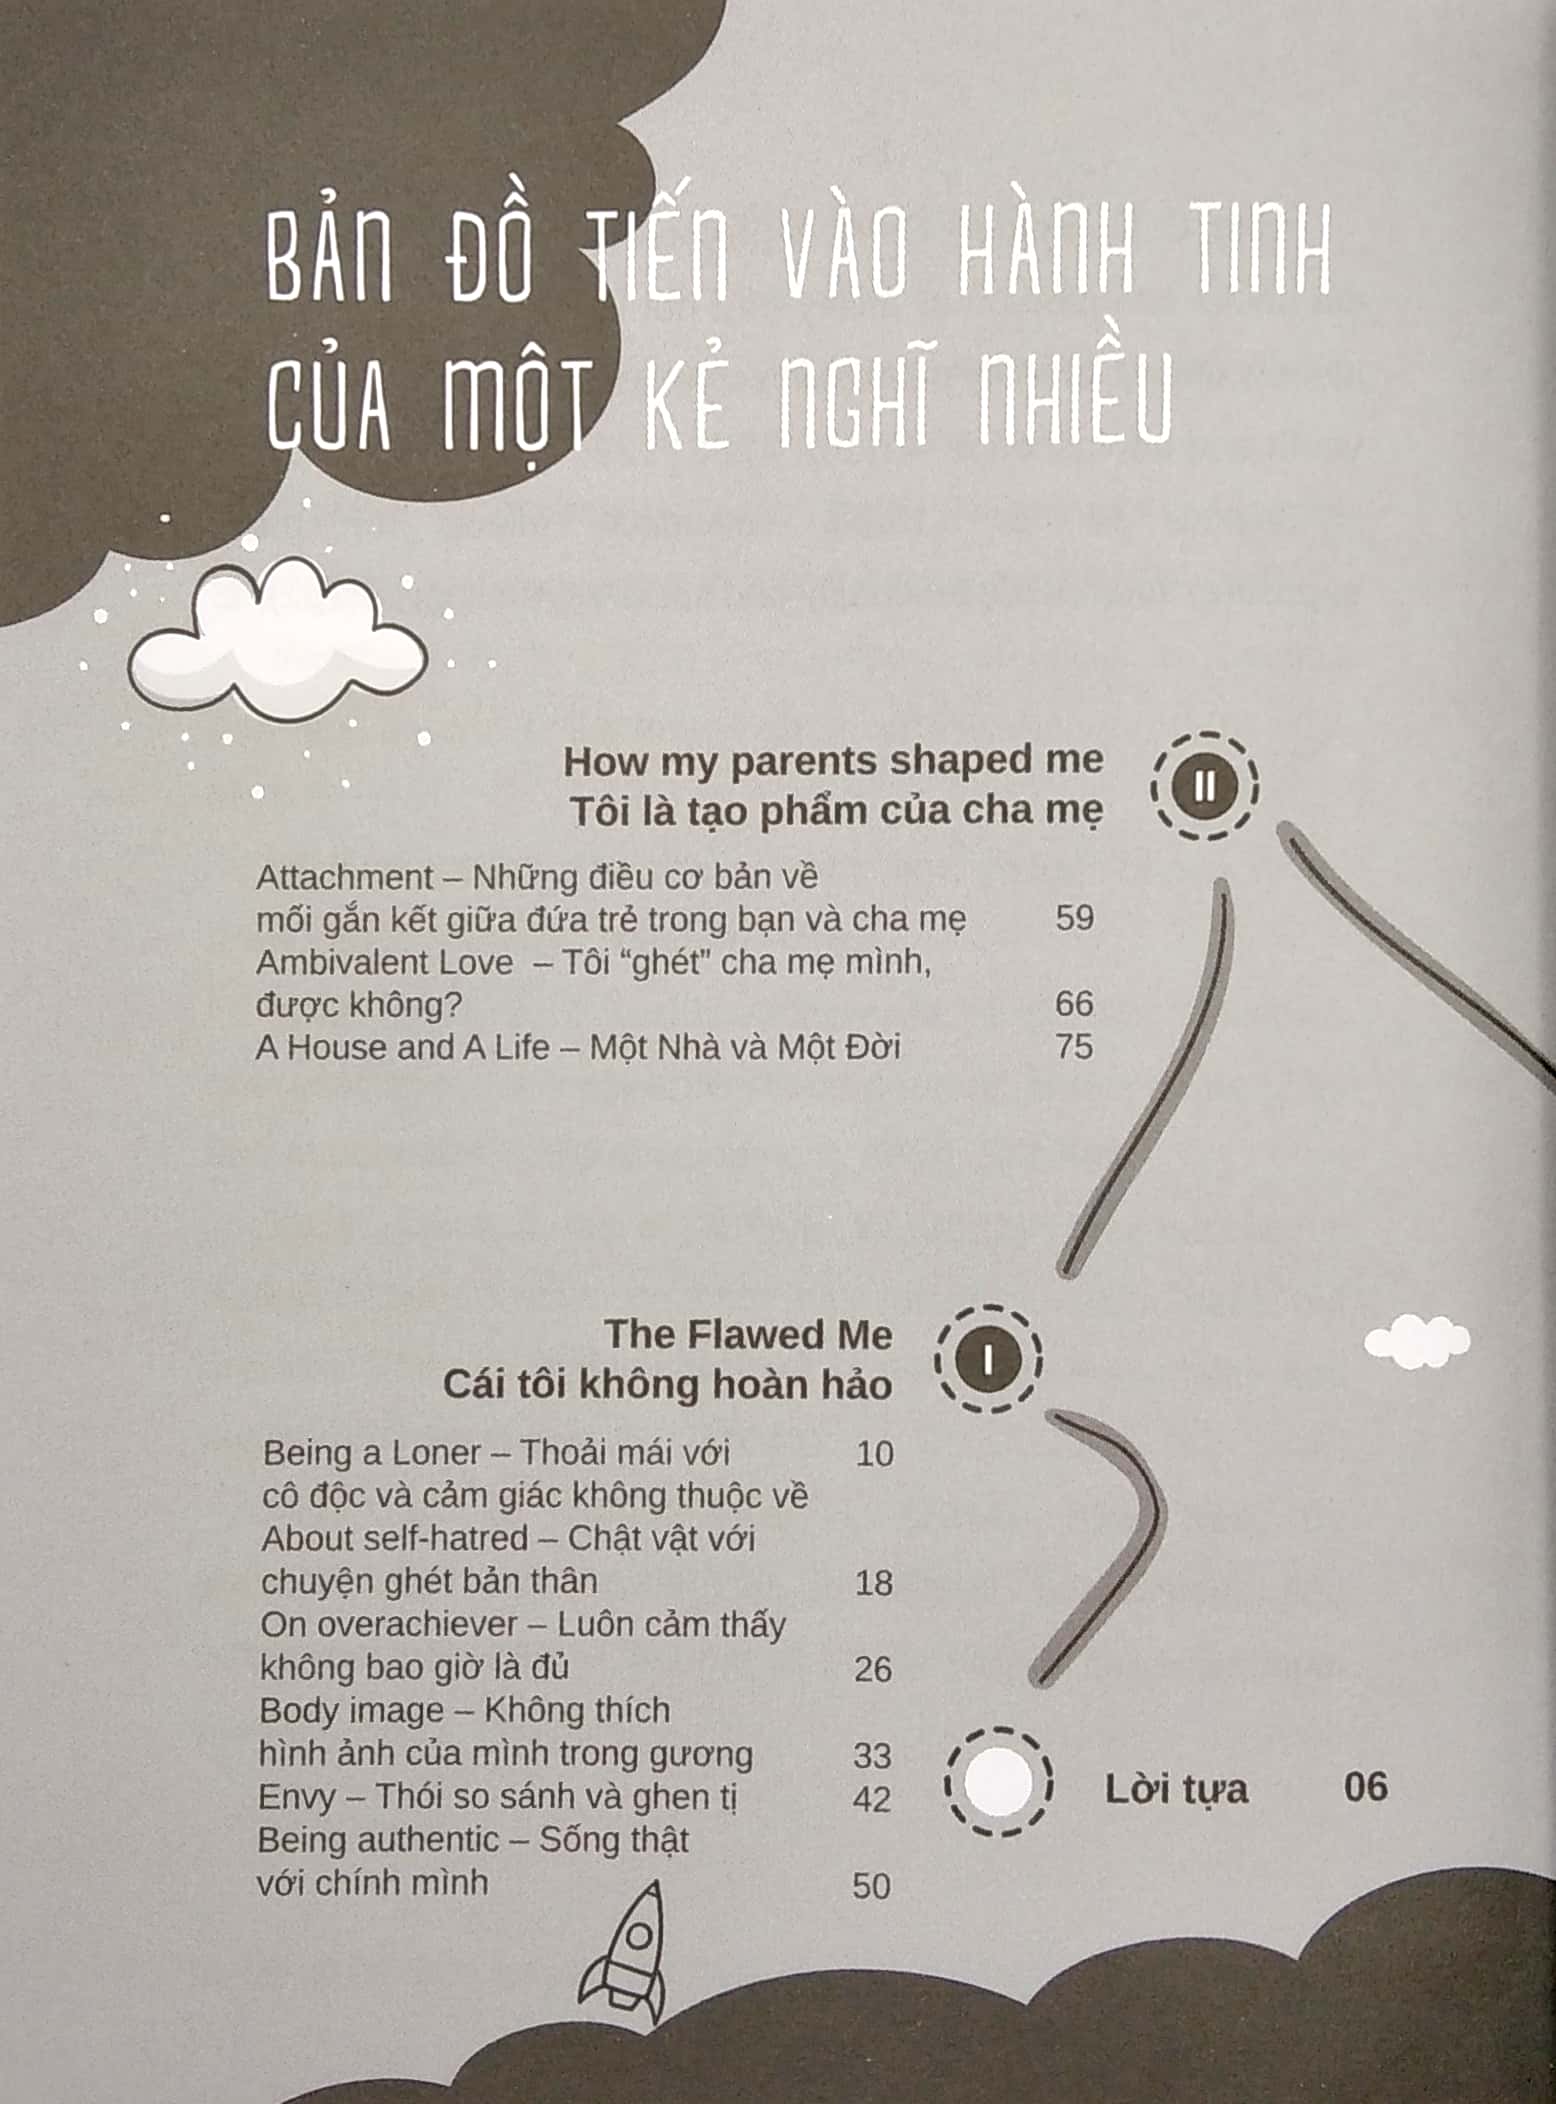 BẢN ĐỒ TIẾN VÀO HÀNH TINH
CỦA MỘT KẺ NGHĨ NHIỀU
How my parents shaped me
Tôi là tạo phẩm của cha mẹ
II
Attachment – Những điều cơ bản về
mối gắn kết giữa đứa trẻ trong bạn và cha mẹ 59
Ambivalent Love – Tôi “ghét” cha mẹ mình,
được không? 66
A House and A Life – Một Nhà và Một Đời 75
The Flawed Me
Cái tôi không hoàn hảo
I
Being a Loner – Thoải mái với 10
cô độc và cảm giác không thuộc về
About self-hatred – Chật vật với
chuyện ghét bản thân 18
On overachiever – Luôn cảm thấy
không bao giờ là đủ 26
Body image – Không thích
hình ảnh của mình trong gương 33
Envy – Thói so sánh và ghen tị 42
Being authentic – Sống thật
với chính mình 50
Lời tựa 06